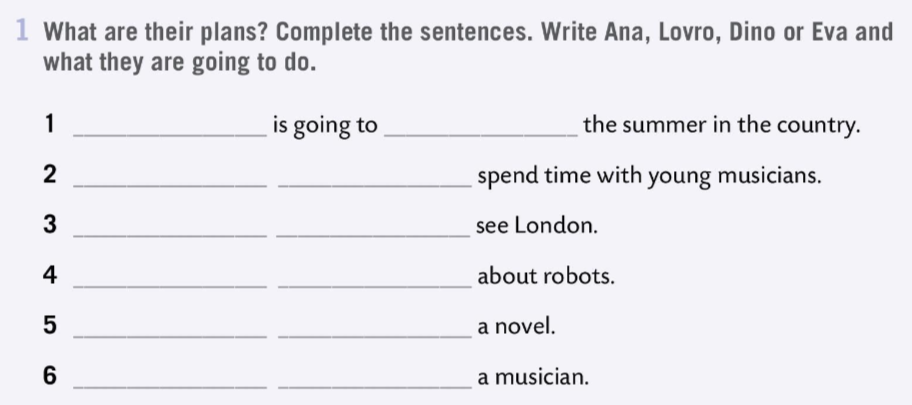 1 What are their plans? Complete the sentences. Write Ana, Lovro, Dino or Eva and
what they are going to do.
1 ____________ is going to ____________ the summer in the country.
2 ____________ ____________ spend time with young musicians.
3 ____________ ____________ see London.
4 ____________ ____________ about robots.
5 ____________ ____________ a novel.
6 ____________ ____________ a musician.